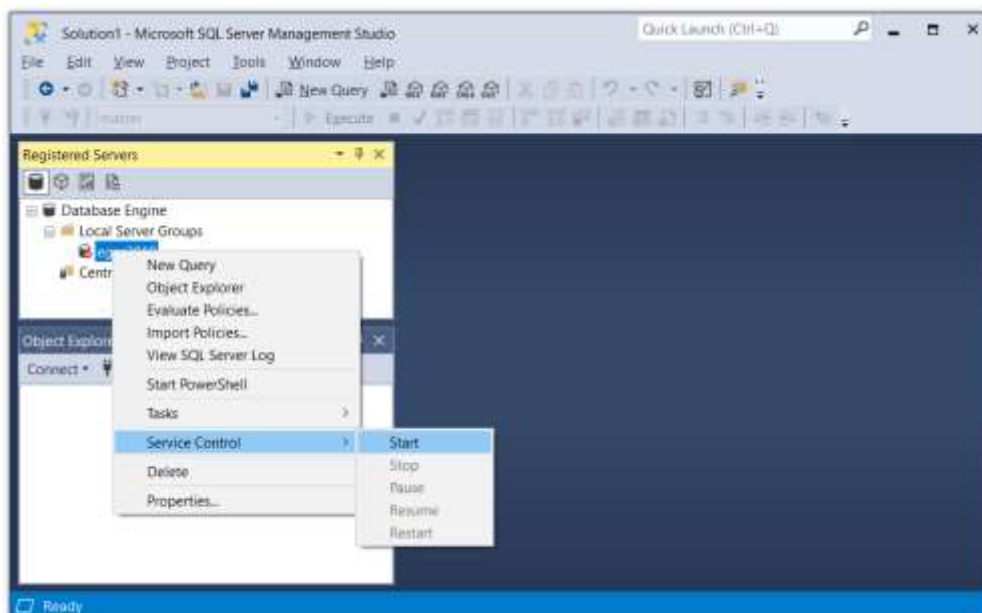 Solution1 - Microsoft SQL Server Management Studio
Quick Launch (Ctrl+Q)
File Edit View Project Tools Window Help
New Query
master
Execute
Registered Servers
Database Engine
Local Server Groups
Centr
New Query
Object Explorer
Evaluate Policies...
Import Policies...
View SQL Server Log
Start PowerShell
Tasks
Service Control
Delete
Properties...
Start
Stop
Pause
Resume
Restart
Object Explore
Connect
Ready